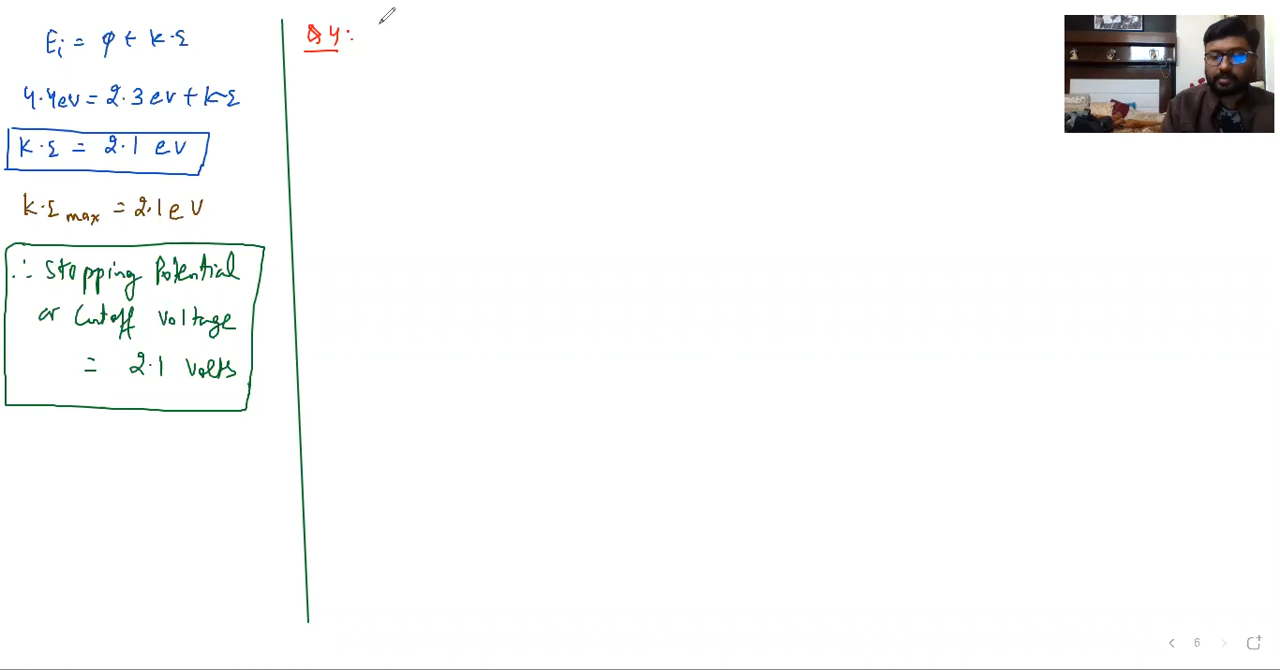 Ei = φ + K·E
4.4ev = 2.3 ev + K·E
K·E = 2.1 ev
K·E max = 2.1 eV
∴ Stopping Potential
or Cutoff voltage
= 2.1 Volts
Q4:
6